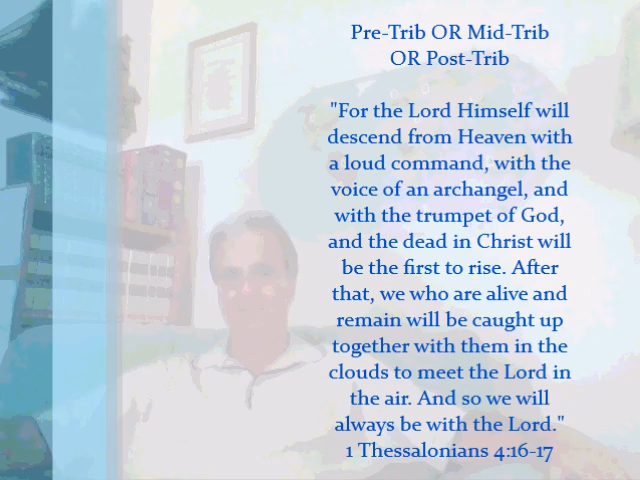 Pre-Trib OR Mid-Trib
OR Post-Trib
"For the Lord Himself will
descend from Heaven with
a loud command, with the
voice of an archangel, and
with the trumpet of God,
and the dead in Christ will
be the first to rise. After
that, we who are alive and
remain will be caught up
together with them in the
clouds to meet the Lord in
the air. And so we will
always be with the Lord."
1 Thessalonians 4:16-17